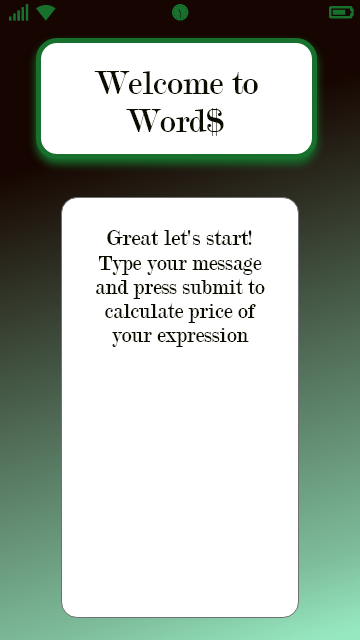 Welcome to
Word$
Great let's start!
Type your message
and press submit to
calculate price of
your expression